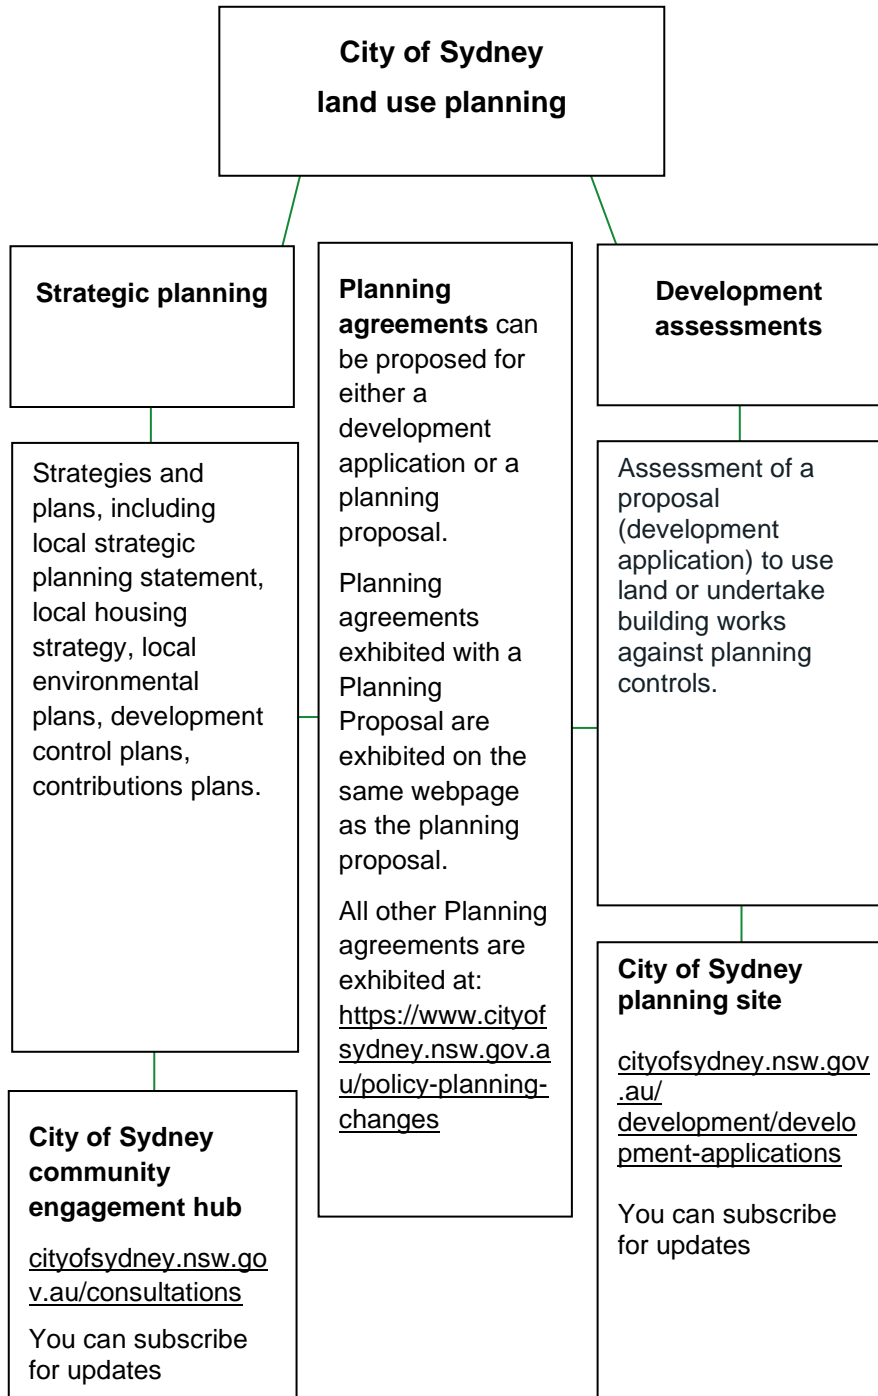 City of Sydney
land use planning
Strategic planning
Strategies and
plans, including
local strategic
planning statement,
local housing
strategy, local
environmental
plans, development
control plans,
contributions plans.
City of Sydney
community
engagement hub
cityofsydney.nsw.go
v.au/consultations
You can subscribe
for updates
Planning
agreements can
be proposed for
either a
development
application or a
planning
proposal.
Planning
agreements
exhibited with a
Planning
Proposal are
exhibited on the
same webpage
as the planning
proposal.
All other Planning
agreements are
exhibited at:
https://www.cityof
sydney.nsw.gov.a
u/policy-planning-
changes
Development
assessments
Assessment of a
proposal
(development
application) to use
land or undertake
building works
against planning
controls.
City of Sydney
planning site
cityofsydney.nsw.gov
.au/
development/develo
pment-applications
You can subscribe
for updates